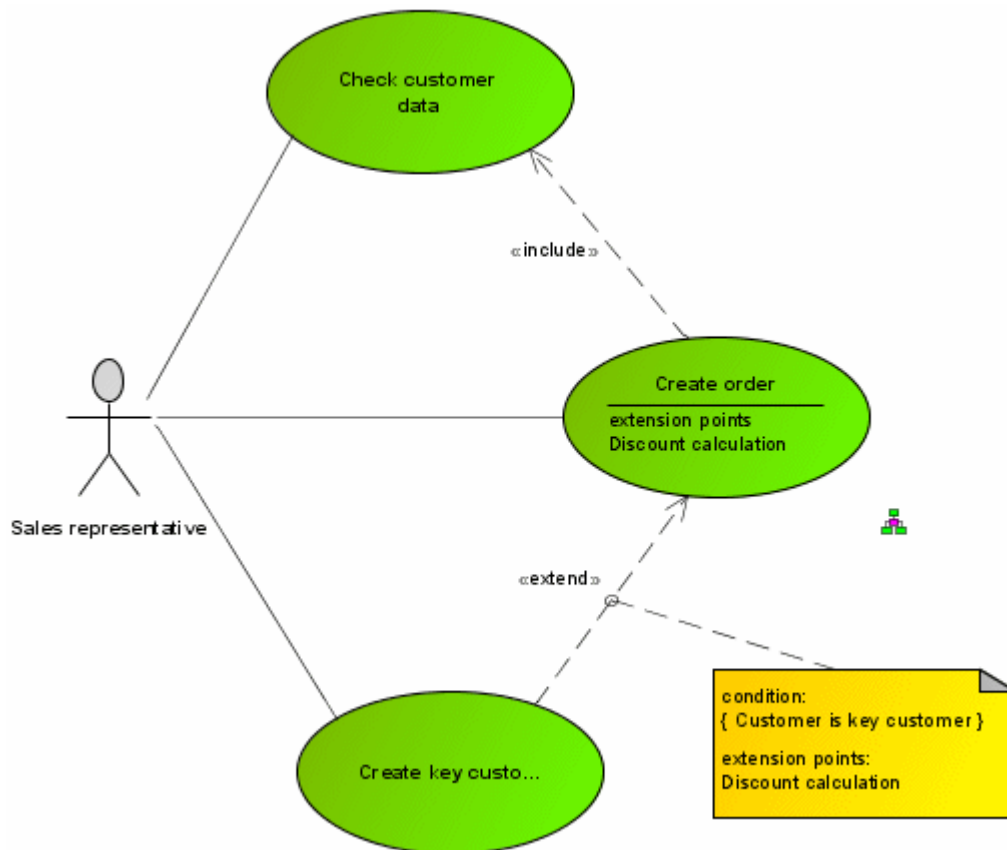 Check customer
data
«include»
Create order
extension points
Discount calculation
Sales representative
«extend»
condition:
{ Customer is key customer }
extension points:
Discount calculation
Create key custo...